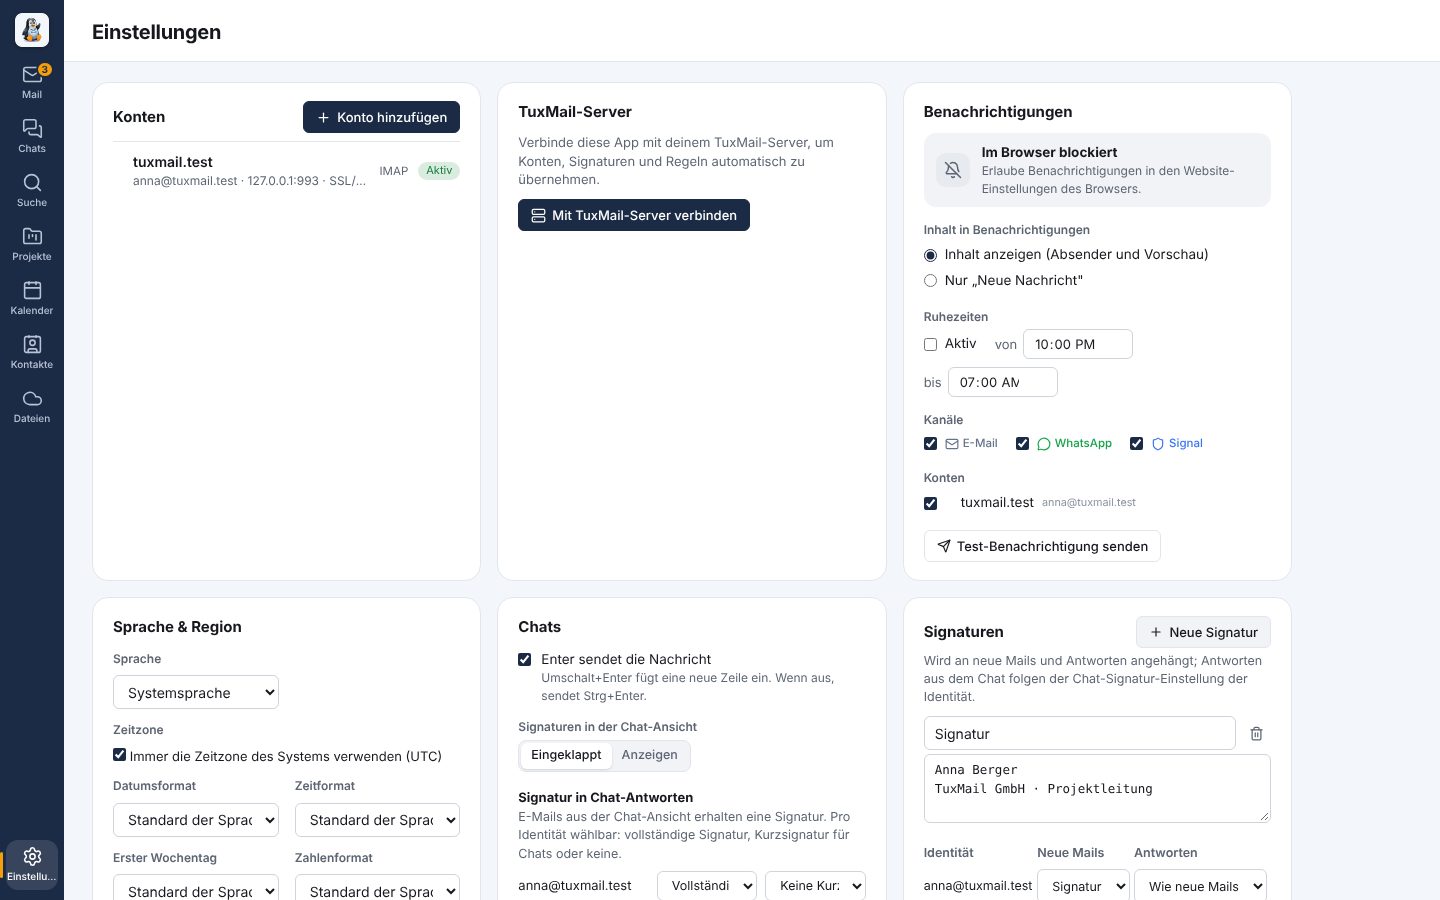 Einstellungen
3
Mail
Chats
Suche
Projekte
Kalender
Kontakte
Dateien
Einstellu...
Konten
Konto hinzufügen
tuxmail.test
anna@tuxmail.test · 127.0.0.1:993 · SSL/...
IMAP
Aktiv
TuxMail-Server
Verbinde diese App mit deinem TuxMail-Server, um
Konten, Signaturen und Regeln automatisch zu
übernehmen.
Mit TuxMail-Server verbinden
Benachrichtigungen
Im Browser blockiert
Erlaube Benachrichtigungen in den Website-
Einstellungen des Browsers.
Inhalt in Benachrichtigungen
Inhalt anzeigen (Absender und Vorschau)
Nur „Neue Nachricht"
Ruhezeiten
Aktiv von 10:00 PM
bis 07:00 AM
Kanäle
E-Mail WhatsApp Signal
Konten
tuxmail.test anna@tuxmail.test
Test-Benachrichtigung senden
Sprache & Region
Sprache
Systemsprache
Zeitzone
Immer die Zeitzone des Systems verwenden (UTC)
Datumsformat Zeitformat
Standard der Sprac Standard der Sprac
Erster Wochentag Zahlenformat
Standard der Sprac Standard der Sprac
Chats
Enter sendet die Nachricht
Umschalt+Enter fügt eine neue Zeile ein. Wenn aus,
sendet Strg+Enter.
Signaturen in der Chat-Ansicht
Eingeklappt Anzeigen
Signatur in Chat-Antworten
E-Mails aus der Chat-Ansicht erhalten eine Signatur. Pro
Identität wählbar: vollständige Signatur, Kurzsignatur für
Chats oder keine.
anna@tuxmail.test Vollständi Keine Kurz
Signaturen
Neue Signatur
Wird an neue Mails und Antworten angehängt; Antworten
aus dem Chat folgen der Chat-Signatur-Einstellung der
Identität.
Signatur
Anna Berger
TuxMail GmbH · Projektleitung
Identität Neue Mails Antworten
anna@tuxmail.test Signatur Wie neue Mails